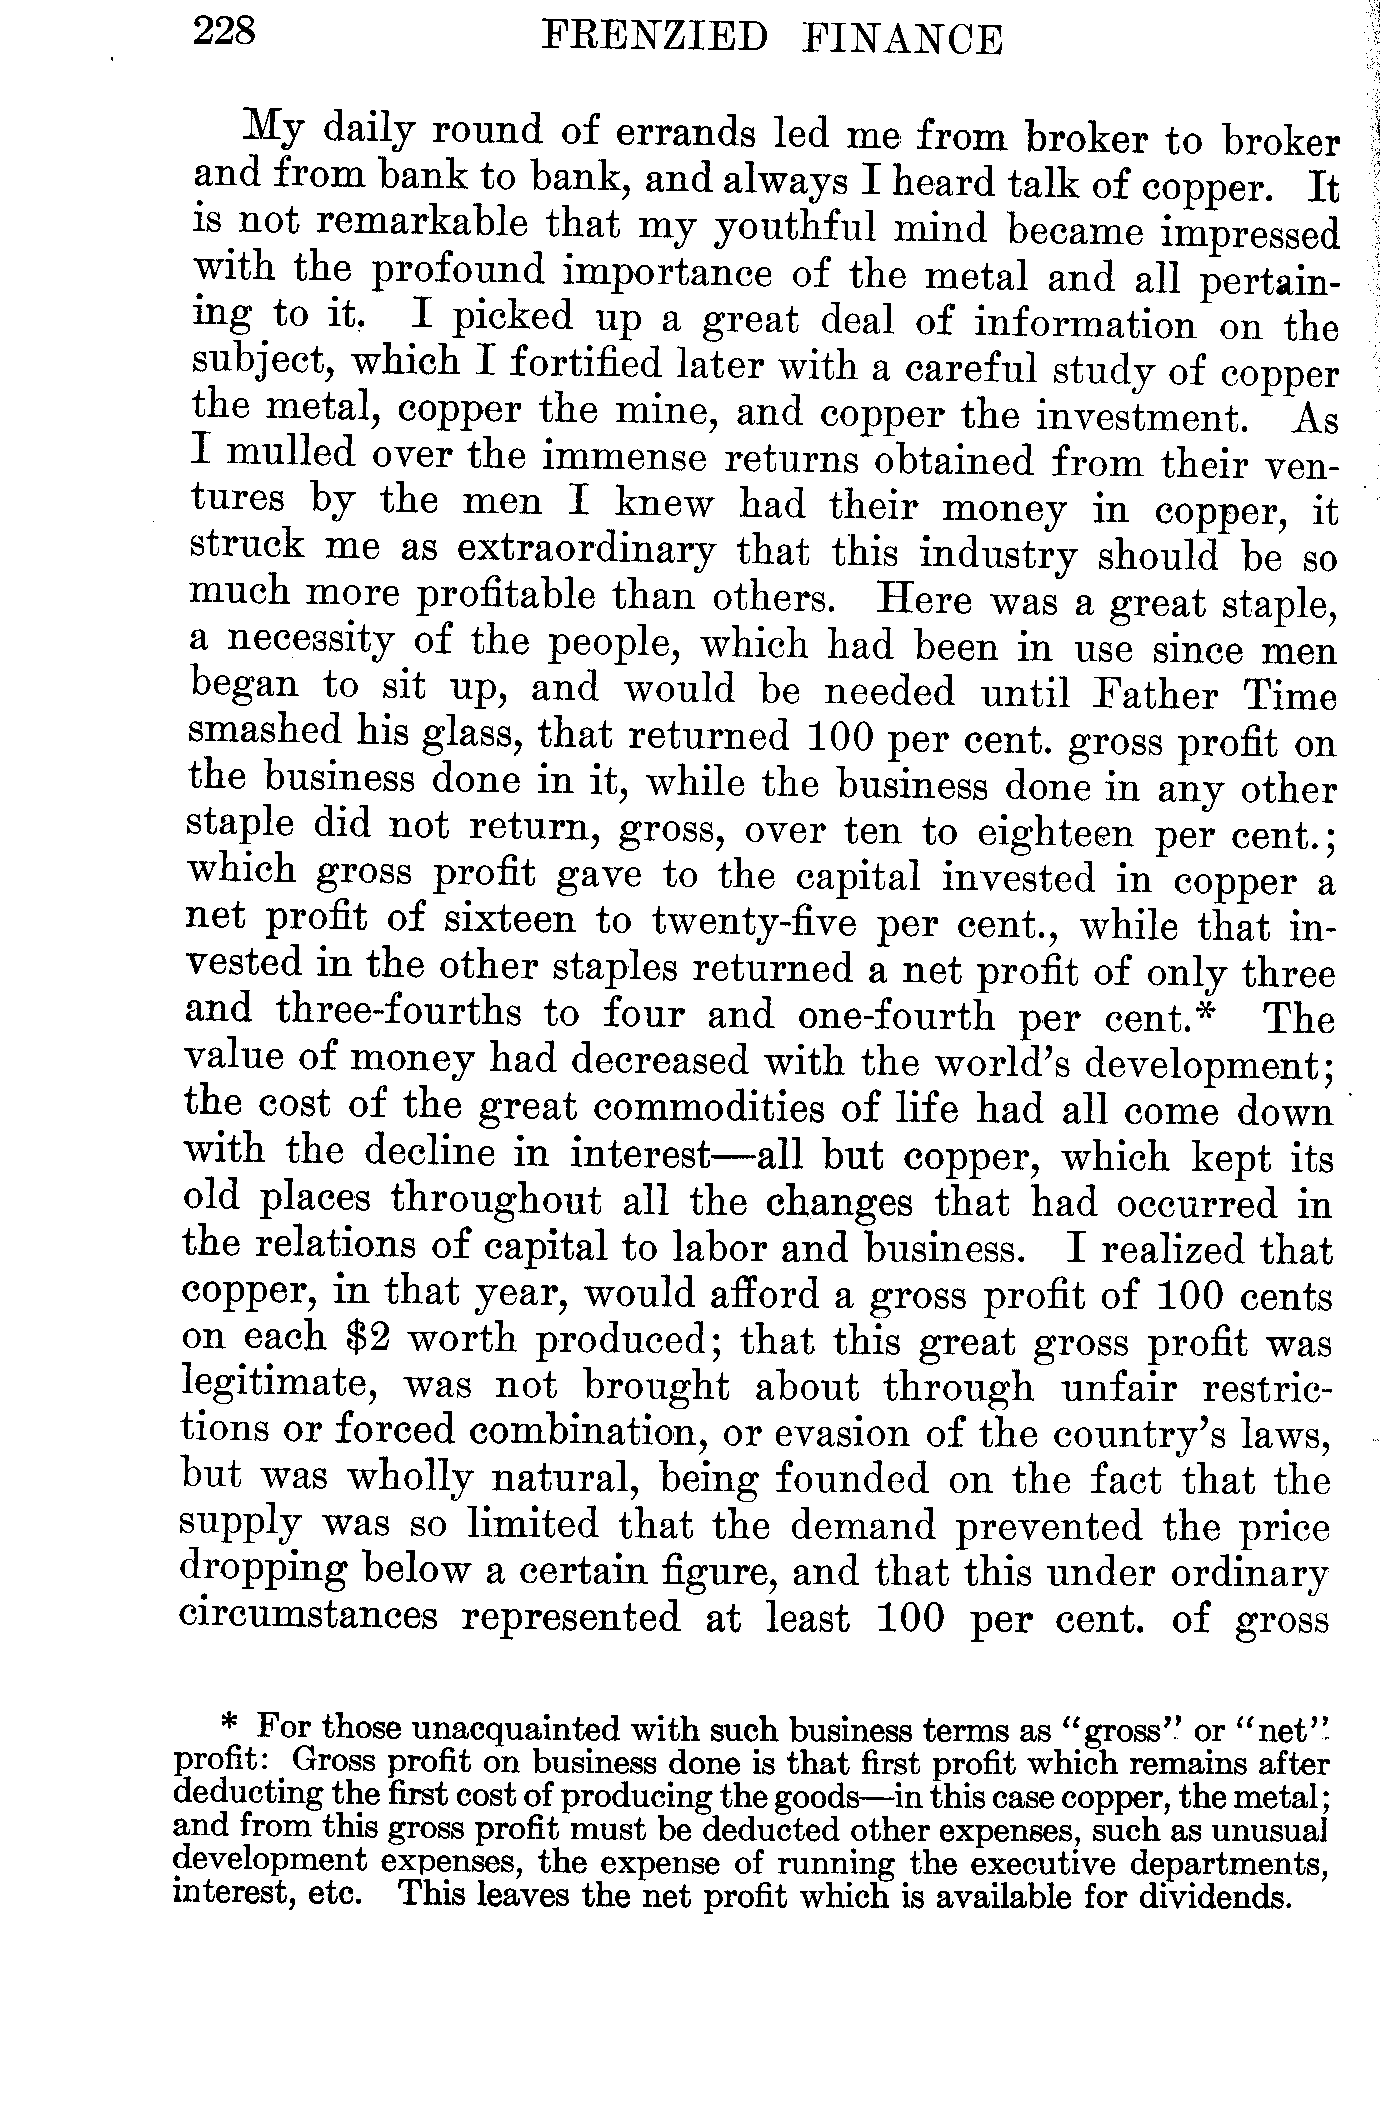 228 FRENZIED FINANCE
My daily round of errands led me from broker to broker
and from bank to bank, and always I heard talk of copper. It
is not remarkable that my youthful mind became impressed
with the profound importance of the metal and all pertain-
ing to it. I picked up a great deal of information on the
subject, which I fortified later with a careful study of copper
the metal, copper the mine, and copper the investment. As
I mulled over the immense returns obtained from their ven-
tures by the men I knew had their money in copper, it
struck me as extraordinary that this industry should be so
much more profitable than others. Here was a great staple,
a necessity of the people, which had been in use since men
began to sit up, and would be needed until Father Time
smashed his glass, that returned 100 per cent. gross profit on
the business done in it, while the business done in any other
staple did not return, gross, over ten to eighteen per cent.;
which gross profit gave to the capital invested in copper a
net profit of sixteen to twenty-five per cent., while that in-
vested in the other staples returned a net profit of only three
and three-fourths to four and one-fourth per cent.* The
value of money had decreased with the world's development;
the cost of the great commodities of life had all come down
with the decline in interest—all but copper, which kept its
old places throughout all the changes that had occurred in
the relations of capital to labor and business. I realized that
copper, in that year, would afford a gross profit of 100 cents
on each $2 worth produced; that this great gross profit was
legitimate, was not brought about through unfair restric-
tions or forced combination, or evasion of the country's laws,
but was wholly natural, being founded on the fact that the
supply was so limited that the demand prevented the price
dropping below a certain figure, and that this under ordinary
circumstances represented at least 100 per cent. of gross
* For those unacquainted with such business terms as "gross" or "net"
profit: Gross profit on business done is that first profit which remains after
deducting the first cost of producing the goods—in this case copper, the metal;
and from this gross profit must be deducted other expenses, such as unusual
development expenses, the expense of running the executive departments,
interest, etc. This leaves the net profit which is available for dividends.